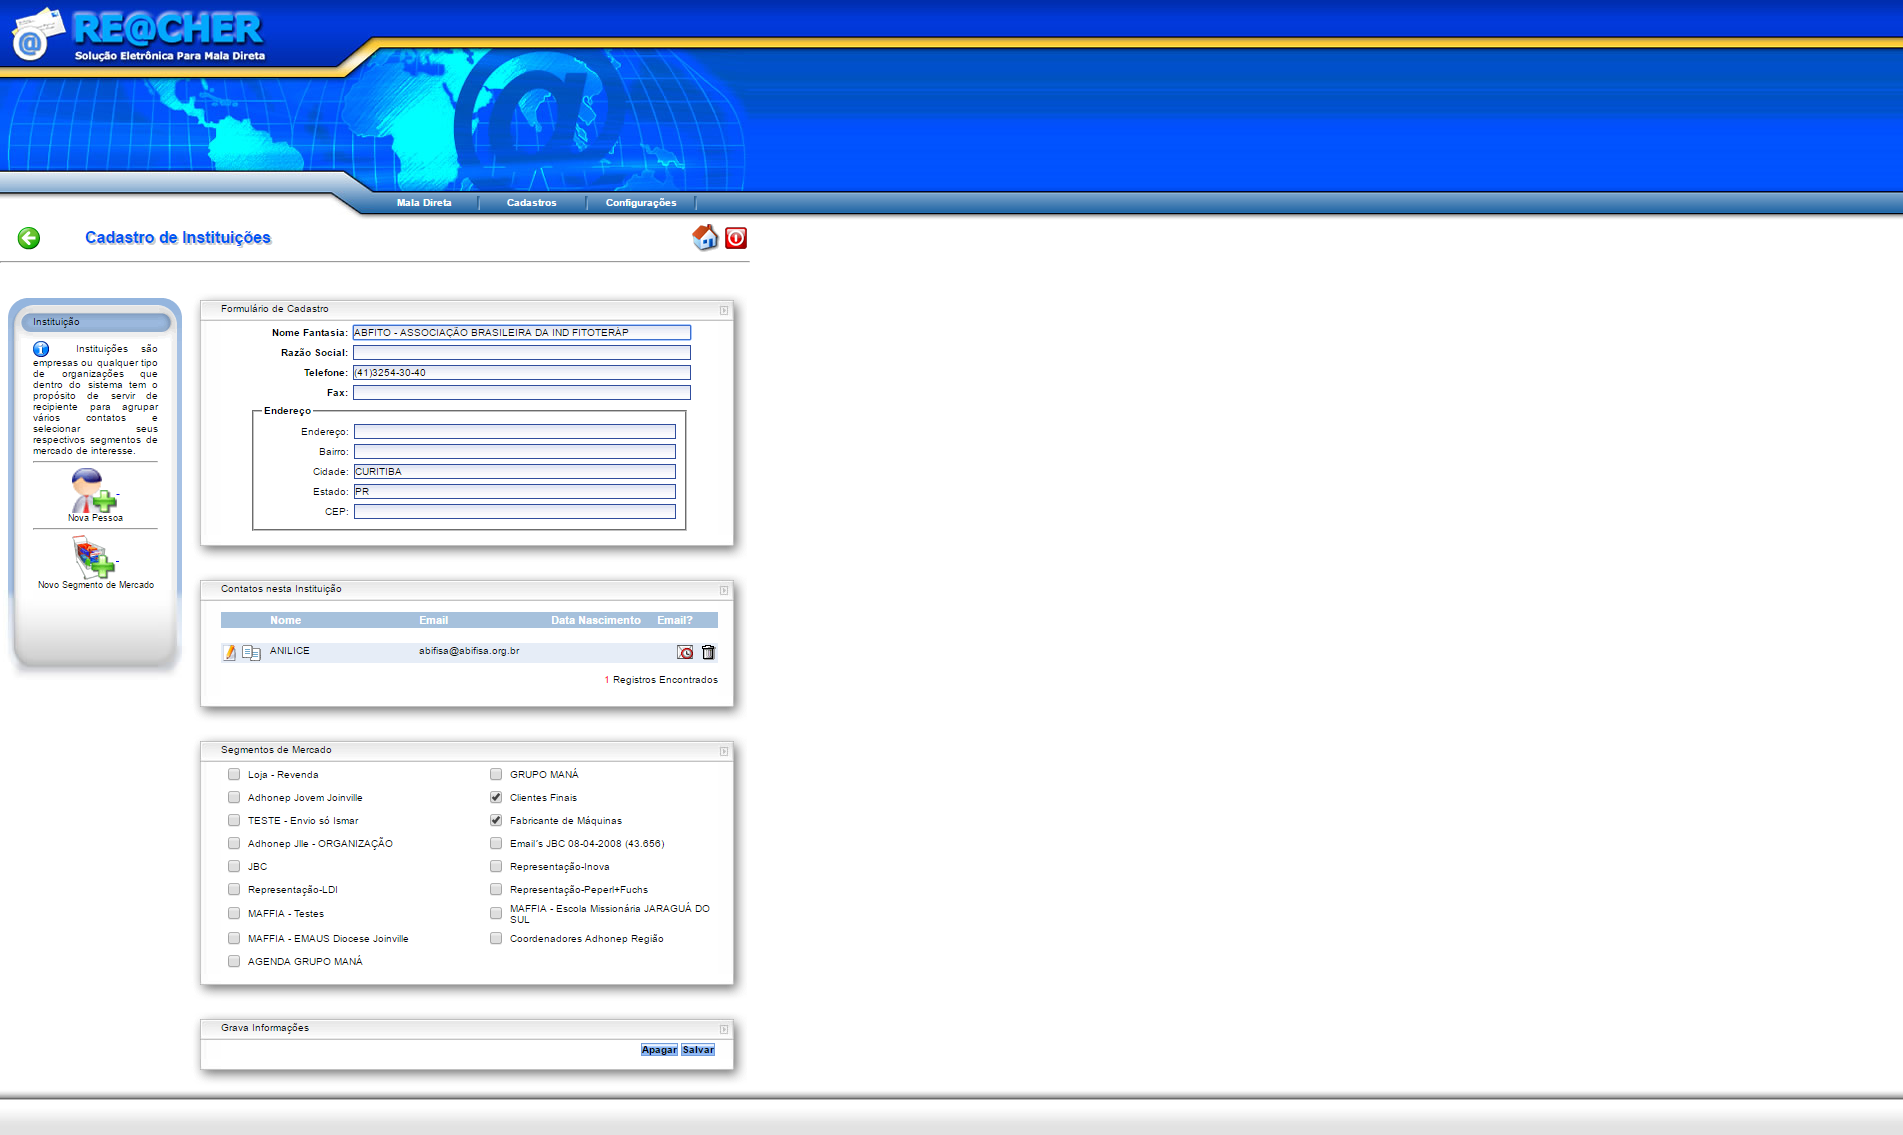 RE@CHER
Solução Eletrônica Para Mala Direta
Mala Direta
Cadastros
Configurações
Cadastro de Instituições
Instituição
Instituições são
empresas ou qualquer tipo
de organizações que
dentro do sistema tem o
propósito de servir de
recipiente para agrupar
vários contatos e
selecionar seus
respectivos segmentos de
mercado de interesse.
Nova Pessoa
Novo Segmento de Mercado
Formulário de Cadastro
Nome Fantasia: ABFITO - ASSOCIAÇÃO BRASILEIRA DA IND FITOTERÁP
Razão Social:
Telefone: (41)3254-30-40
Fax:
Endereço
Endereço:
Bairro:
Cidade: CURITIBA
Estado: PR
CEP:
Contatos nesta Instituição
Nome Email Data Nascimento Email?
ANILICE abifisa@abifisa.org.br
1 Registros Encontrados
Segmentos de Mercado
Loja - Revenda GRUPO MANÁ
Adhonep Jovem Joinville Clientes Finais
TESTE - Envio só Ismar Fabricante de Máquinas
Adhonep Jlle - ORGANIZAÇÃO Email´s JBC 08-04-2008 (43.656)
JBC Representação-Inova
Representação-LDI Representação-Peperl+Fuchs
MAFFIA - Testes MAFFIA - Escola Missionária JARAGUÁ DO
SUL
MAFFIA - EMAUS Diocese Joinville Coordenadores Adhonep Região
AGENDA GRUPO MANÁ
Grava Informações
Apagar Salvar